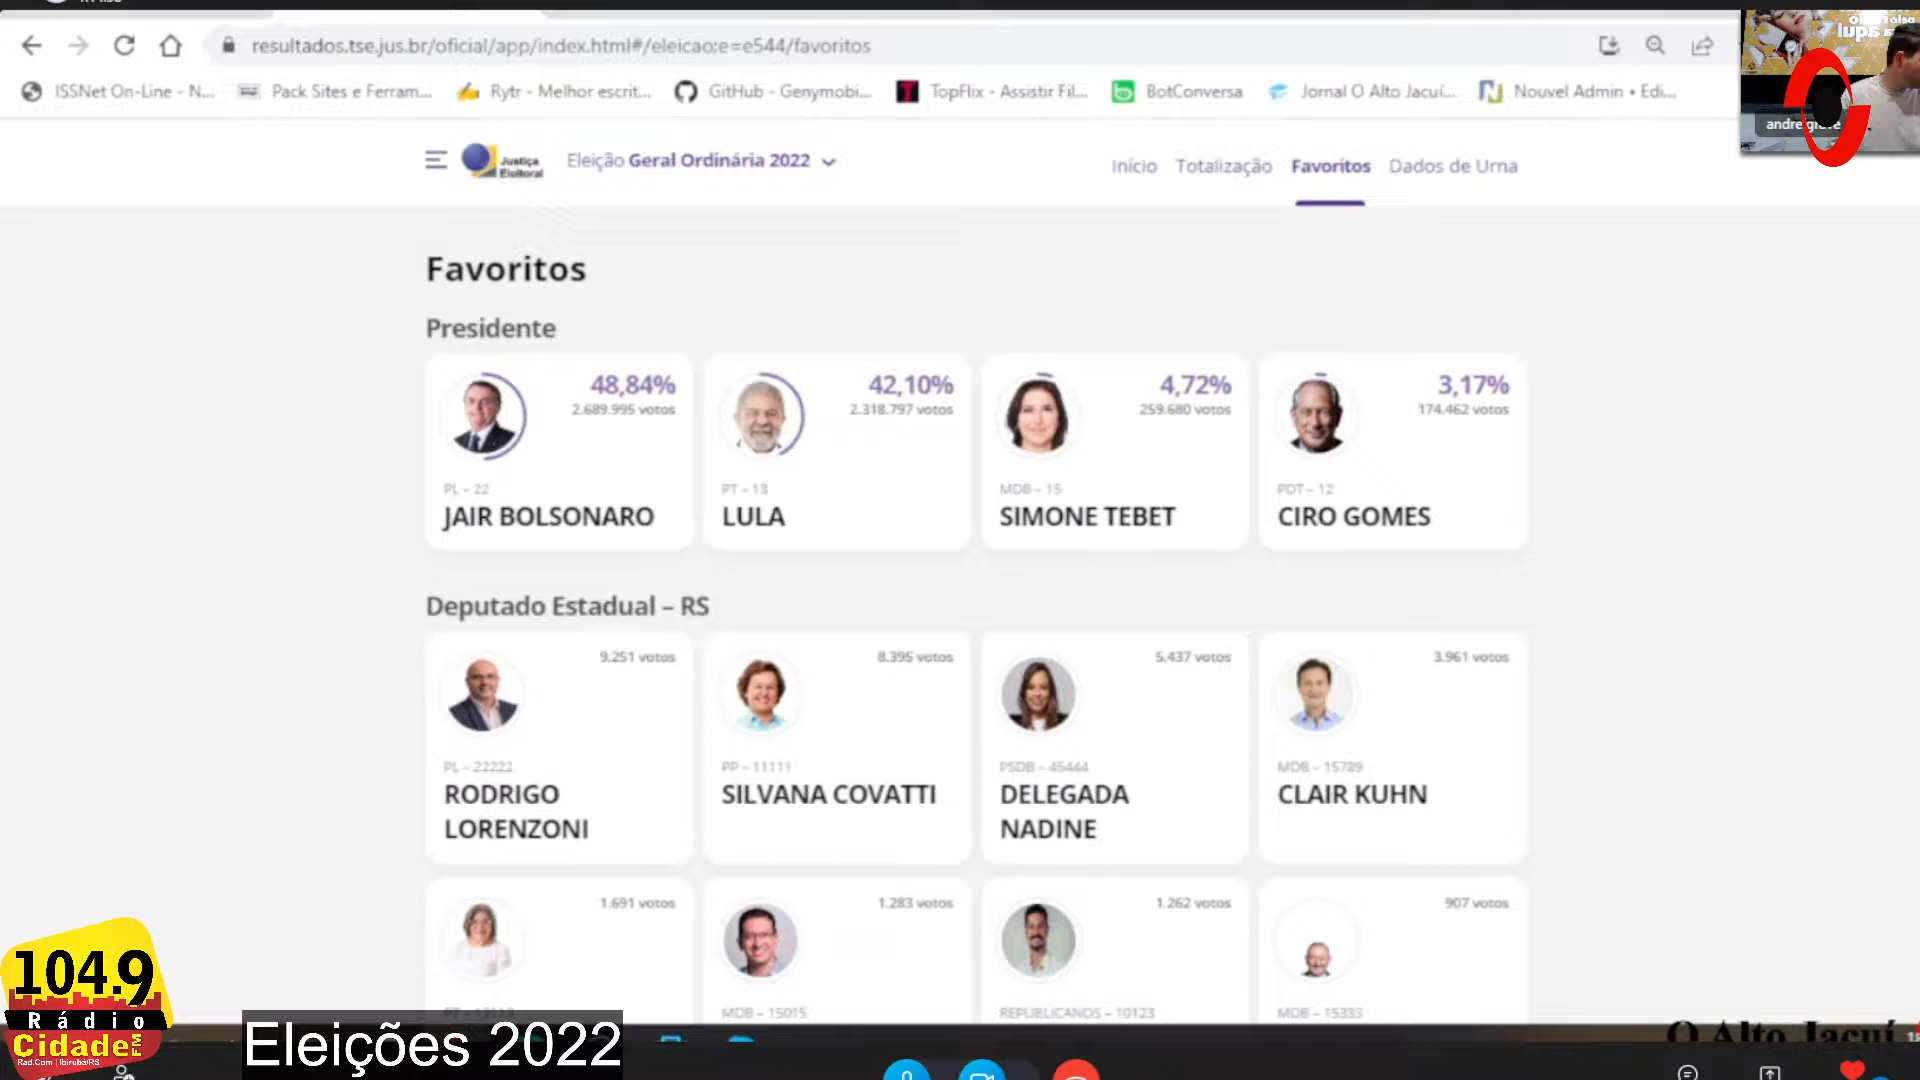 resultados.tse.jus.br/oficial/app/index.html#/eleicao:e=e544/favoritos
ISSNet On-Line - N... Pack Sites e Ferram... Rytr - Melhor escrit... GitHub - Genymobi... TopFlix - Assistir Fil... BotConversa Jornal O Alto Jacuí... Nouvel Admin • Edi...
Justiça
Eleitoral
Eleição Geral Ordinária 2022
Início Totalização Favoritos Dados de Urna
Favoritos
Presidente
48,84%
2.689.995 votos
PL – 22
JAIR BOLSONARO
42,10%
2.318.797 votos
PT – 13
LULA
4,72%
259.680 votos
MDB – 15
SIMONE TEBET
3,17%
174.462 votos
PDT – 12
CIRO GOMES
Deputado Estadual – RS
9.251 votos
PL – 22222
RODRIGO
LORENZONI
8.395 votos
PP – 11111
SILVANA COVATTI
5.437 votos
PSDB – 45444
DELEGADA
NADINE
3.961 votos
MDB – 15789
CLAIR KUHN
1.691 votos
1.283 votos
MDB – 15015
1.262 votos
REPUBLICANOS – 10123
907 votos
MDB – 15333
104.9
Rádio
Cidade FM
Rad.Com | Ibirubá/RS
Eleições 2022
O Alto Jacuí